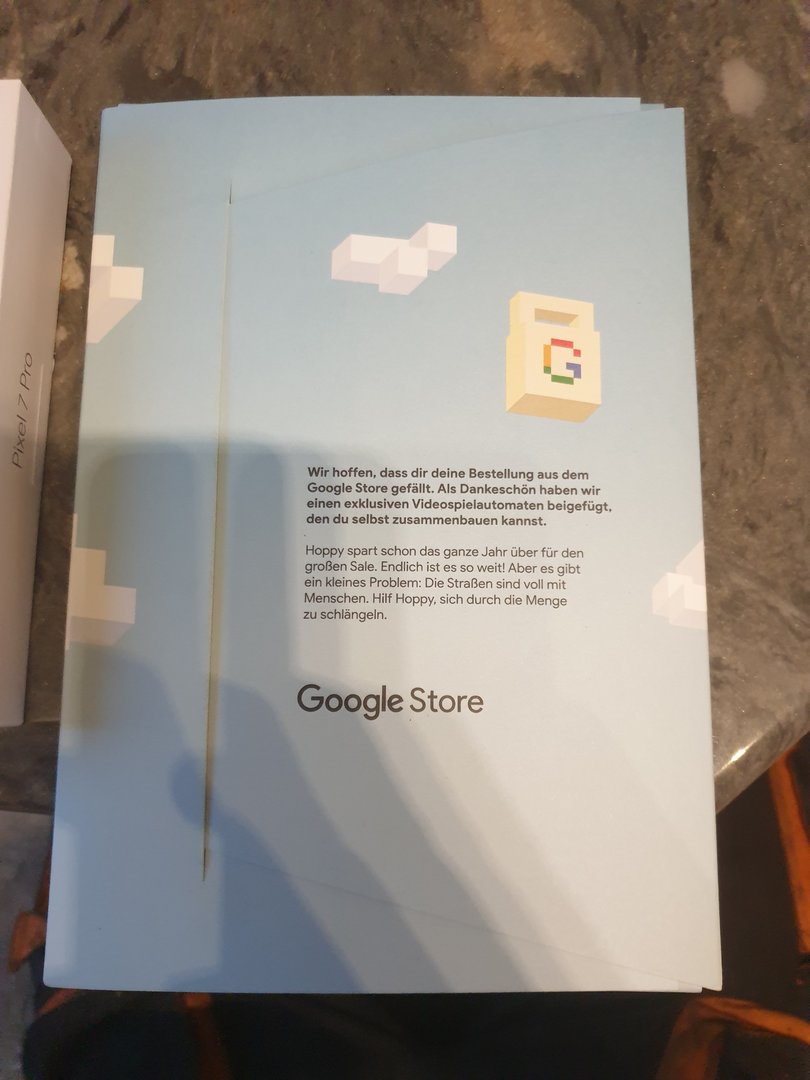 Pixel 7 Pro
G
Wir hoffen, dass dir deine Bestellung aus dem
Google Store gefällt. Als Dankeschön haben wir
einen exklusiven Videospielautomaten beigefügt,
den du selbst zusammenbauen kannst.
Hoppy spart schon das ganze Jahr über für den
großen Sale. Endlich ist es so weit! Aber es gibt
ein kleines Problem: Die Straßen sind voll mit
Menschen. Hilf Hoppy, sich durch die Menge
zu schlängeln.
Google Store